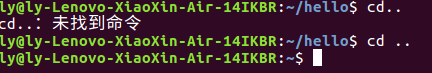 ly@ly-Lenovo-XiaoXin-Air-14IKBR:~/hello$ cd..
cd..：未找到命令
ly@ly-Lenovo-XiaoXin-Air-14IKBR:~/hello$ cd ..
ly@ly-Lenovo-XiaoXin-Air-14IKBR:~$